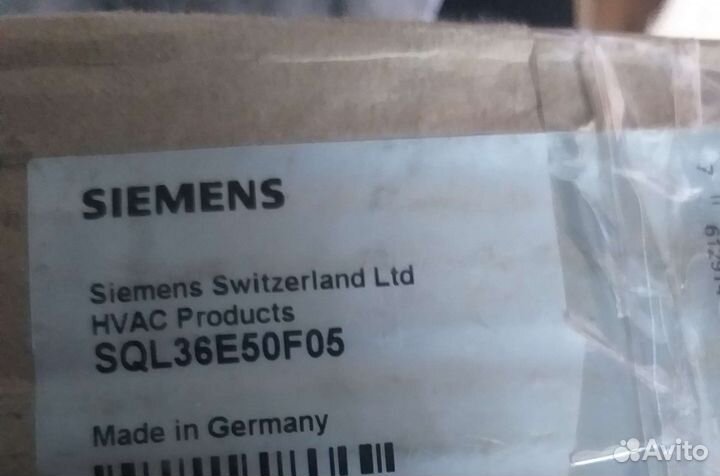 SIEMENS
Siemens Switzerland Ltd
HVAC Products
SQL36E50F05
Made in Germany
Avito